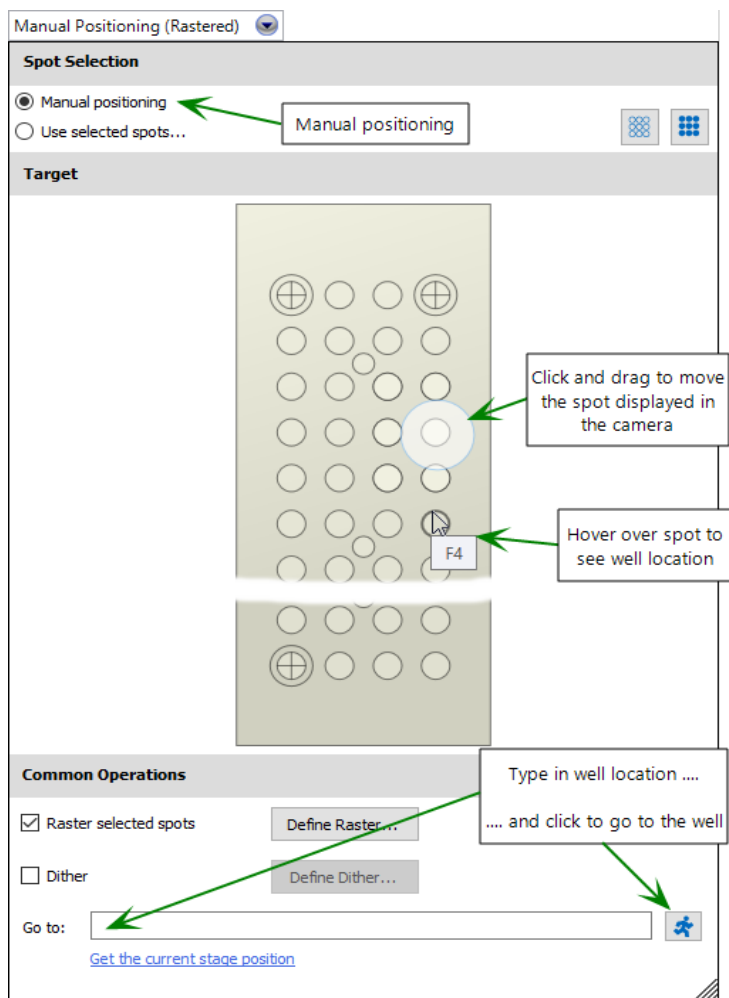 Manual Positioning (Rastered)
Spot Selection
Manual positioning
Use selected spots...
Manual positioning
Target
Click and drag to move
the spot displayed in
the camera
Hover over spot to
see well location
F4
Common Operations
Type in well location ....
.... and click to go to the well
Raster selected spots
Define Raster...
Dither
Define Dither...
Go to:
Get the current stage position